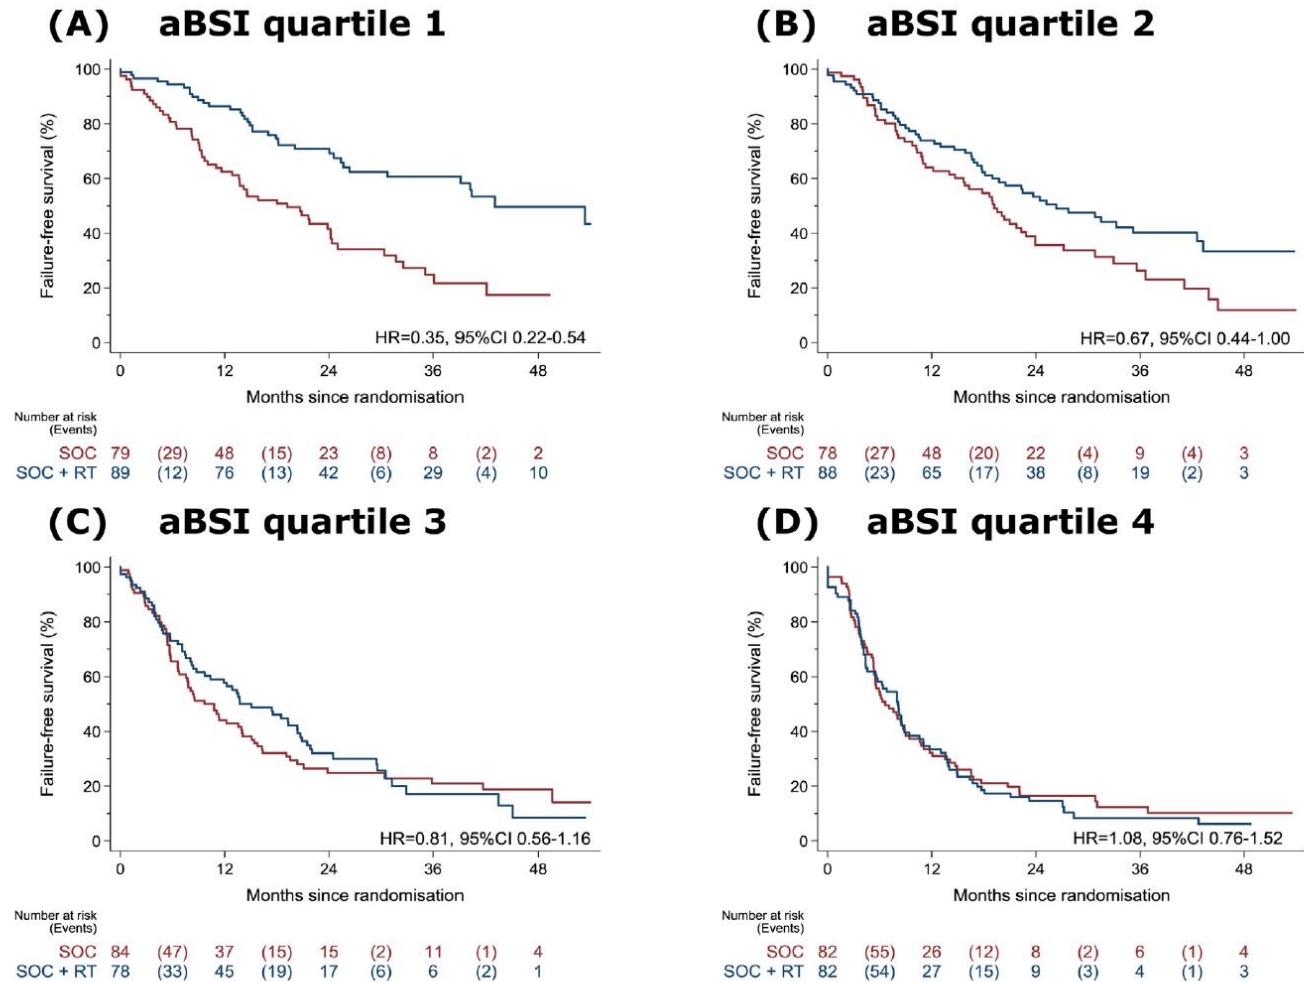 (A) aBSI quartile 1
100
80
60
40
20
0
Failure-free survival (%)
HR=0.35, 95%CI 0.22-0.54
0 12 24 36 48
Months since randomisation
Number at risk
(Events)
SOC 79 (29) 48 (15) 23 (8) 8 (2) 2
SOC + RT 89 (12) 76 (13) 42 (6) 29 (4) 10
(B) aBSI quartile 2
100
80
60
40
20
0
Failure-free survival (%)
HR=0.67, 95%CI 0.44-1.00
0 12 24 36 48
Months since randomisation
Number at risk
(Events)
SOC 78 (27) 48 (20) 22 (4) 9 (4) 3
SOC + RT 88 (23) 65 (17) 38 (8) 19 (2) 3
(C) aBSI quartile 3
100
80
60
40
20
0
Failure-free survival (%)
HR=0.81, 95%CI 0.56-1.16
0 12 24 36 48
Months since randomisation
Number at risk
(Events)
SOC 84 (47) 37 (15) 15 (2) 11 (1) 4
SOC + RT 78 (33) 45 (19) 17 (6) 6 (2) 1
(D) aBSI quartile 4
100
80
60
40
20
0
Failure-free survival (%)
HR=1.08, 95%CI 0.76-1.52
0 12 24 36 48
Months since randomisation
Number at risk
(Events)
SOC 82 (55) 26 (12) 8 (2) 6 (1) 4
SOC + RT 82 (54) 27 (15) 9 (3) 4 (1) 3